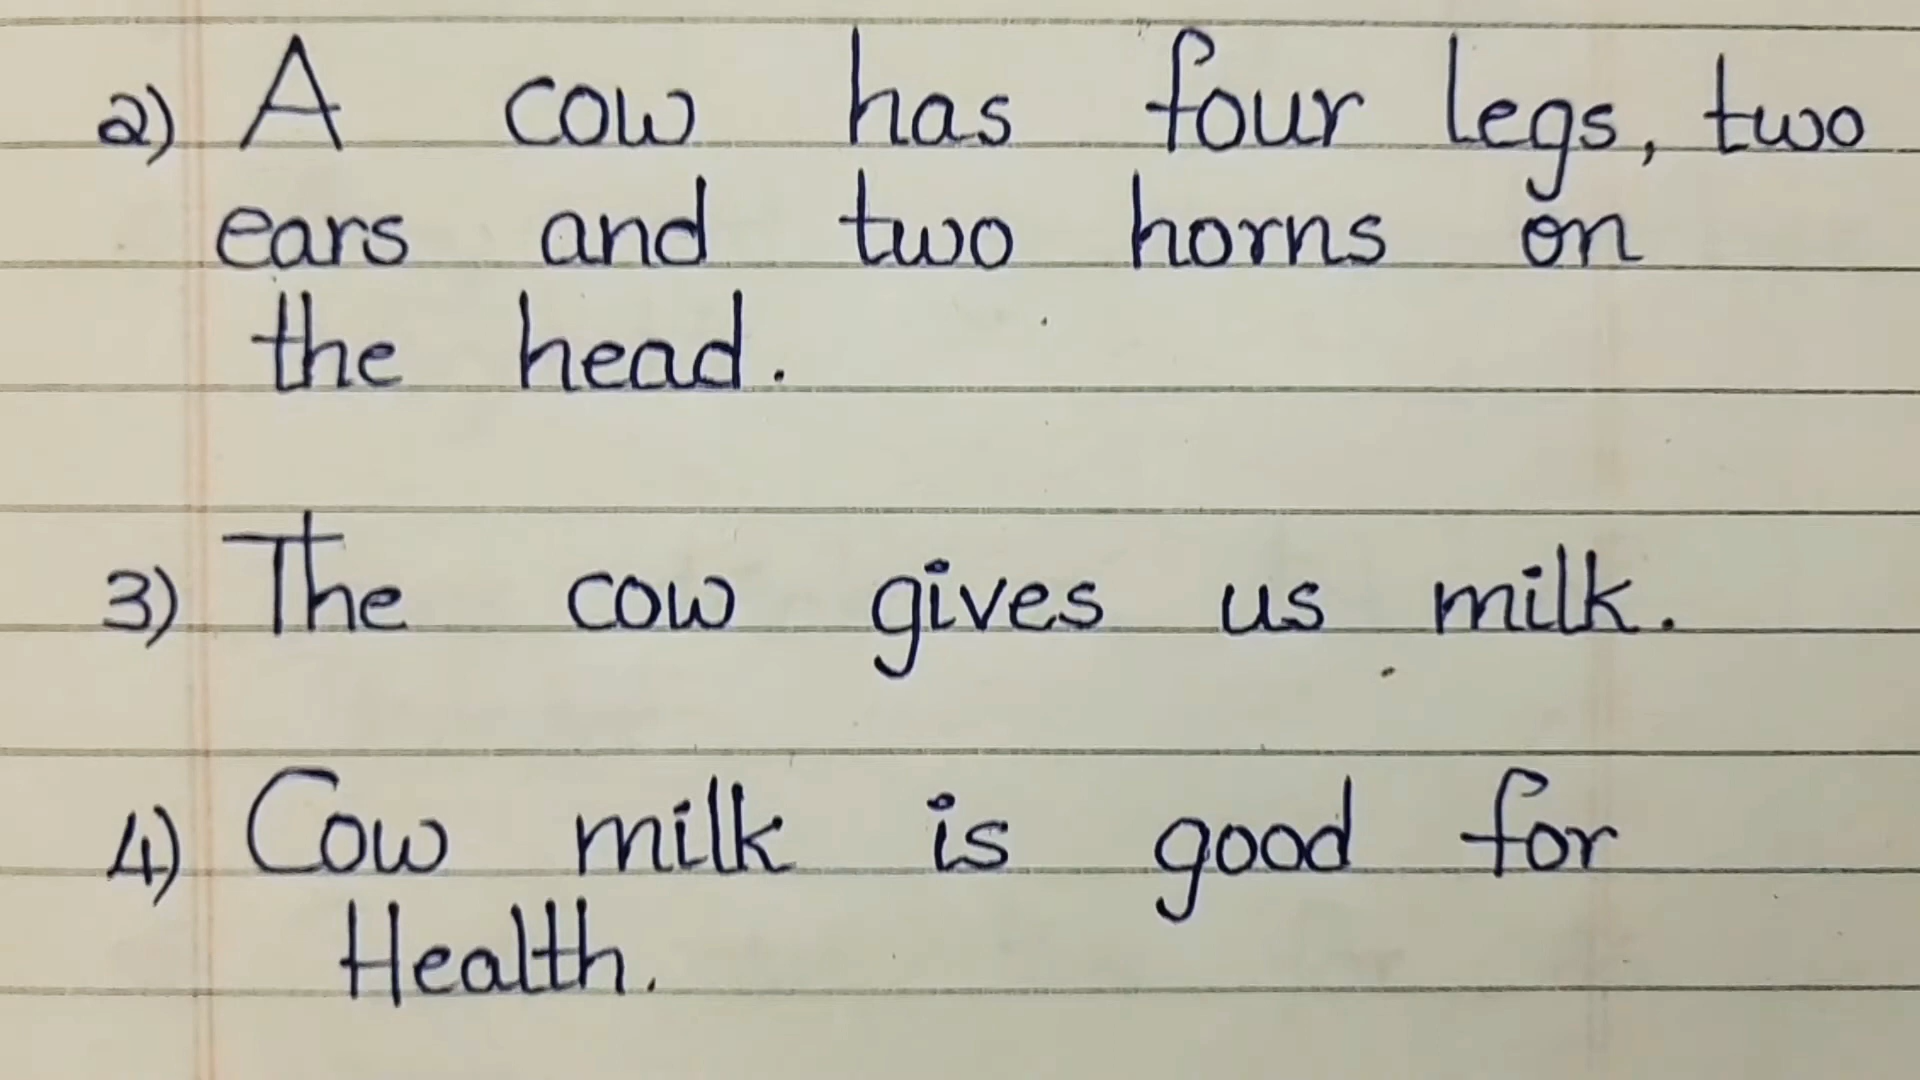 2) A cow has four legs, two
ears and two horns on
the head.
3) The cow gives us milk.
4) Cow milk is good for
Health.